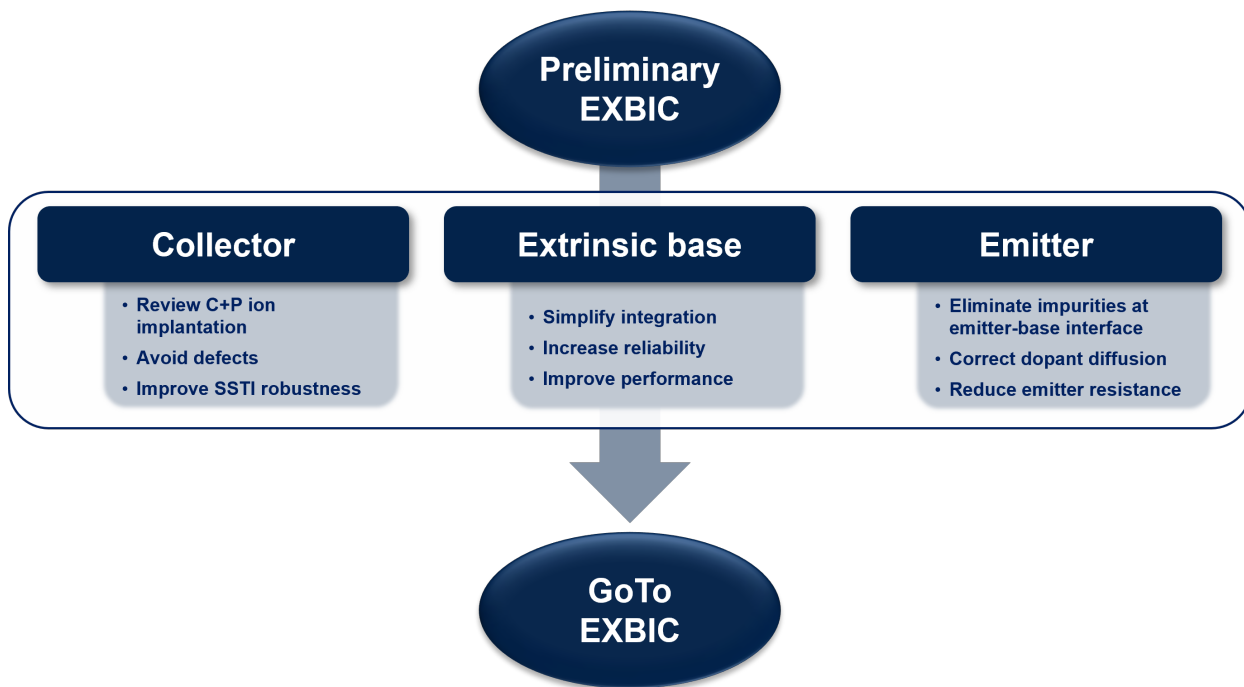 Preliminary
EXBIC
Collector
• Review C+P ion
implantation
• Avoid defects
• Improve SSTI robustness
Extrinsic base
• Simplify integration
• Increase reliability
• Improve performance
Emitter
• Eliminate impurities at
emitter-base interface
• Correct dopant diffusion
• Reduce emitter resistance
GoTo
EXBIC